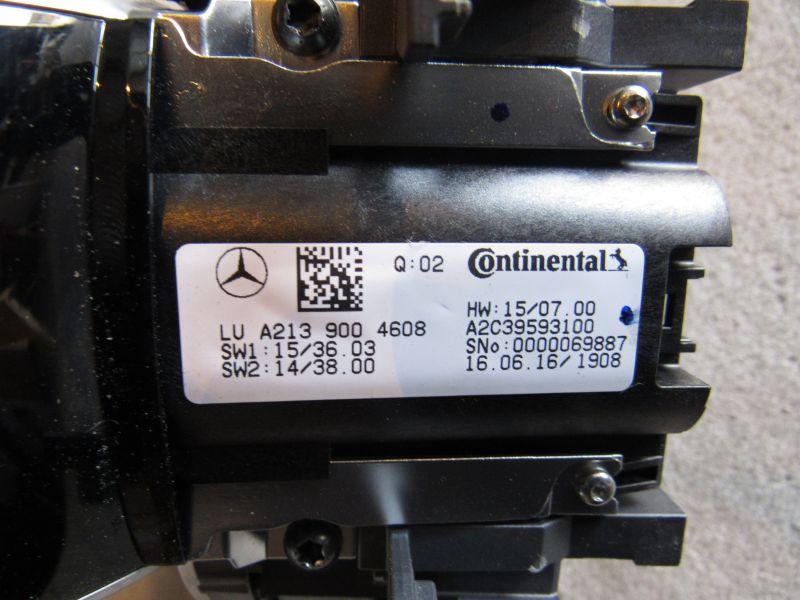 Q:02
Continental
LU A213 900 4608
SW1:15/36.03
SW2:14/38.00
HW:15/07.00
A2C39593100
SNo:0000069887
16.06.16/1908